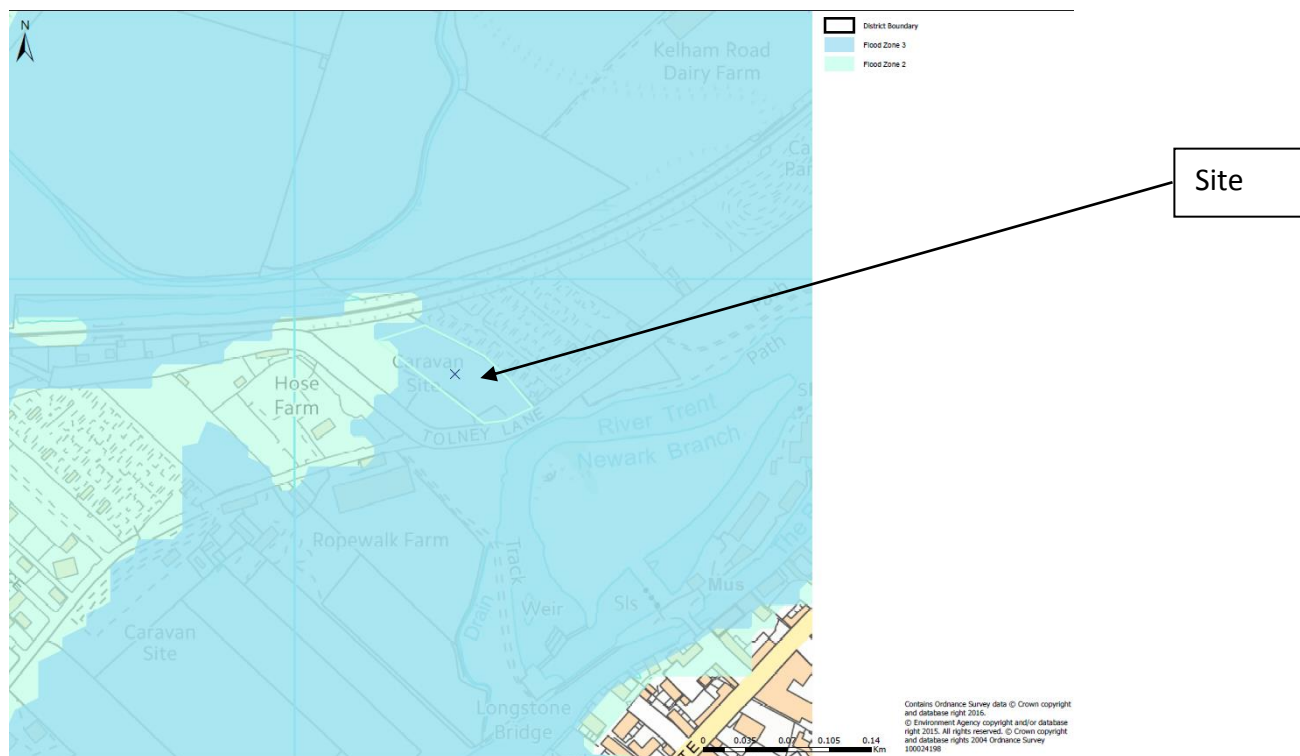 N
District Boundary
Flood Zone 3
Flood Zone 2
Kelham Road
Dairy Farm
Site
Path
Path
Caravan
Site
Hose
Farm
TOLNEY LANE
River Trent
Newark Branch
Ropewalk Farm
Track
Drain
Weir
Sls
Mus
Caravan
Site
Longstone
Bridge
0 0.035 0.07 0.105 0.14
Km
Contains Ordnance Survey data © Crown copyright
and database right 2016.
© Environment Agency copyright and/or database
right 2015. All rights reserved. © Crown copyright
and database rights 2004 Ordnance Survey
100024198